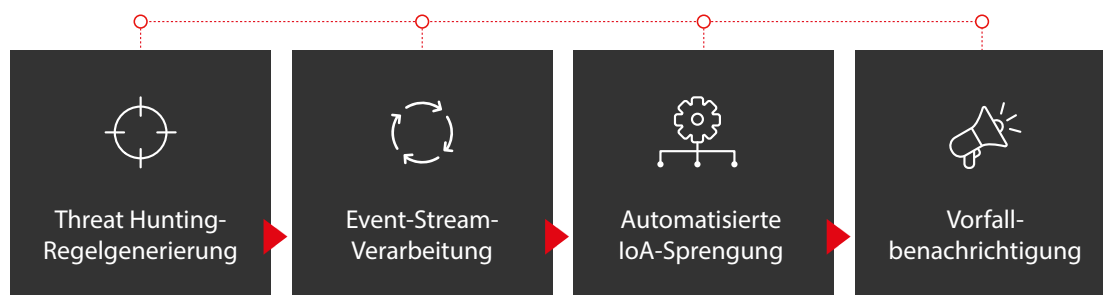 Threat Hunting-
Regelgenerierung
Event-Stream-
Verarbeitung
Automatisierte
IoA-Sprengung
Vorfall-
benachrichtigung